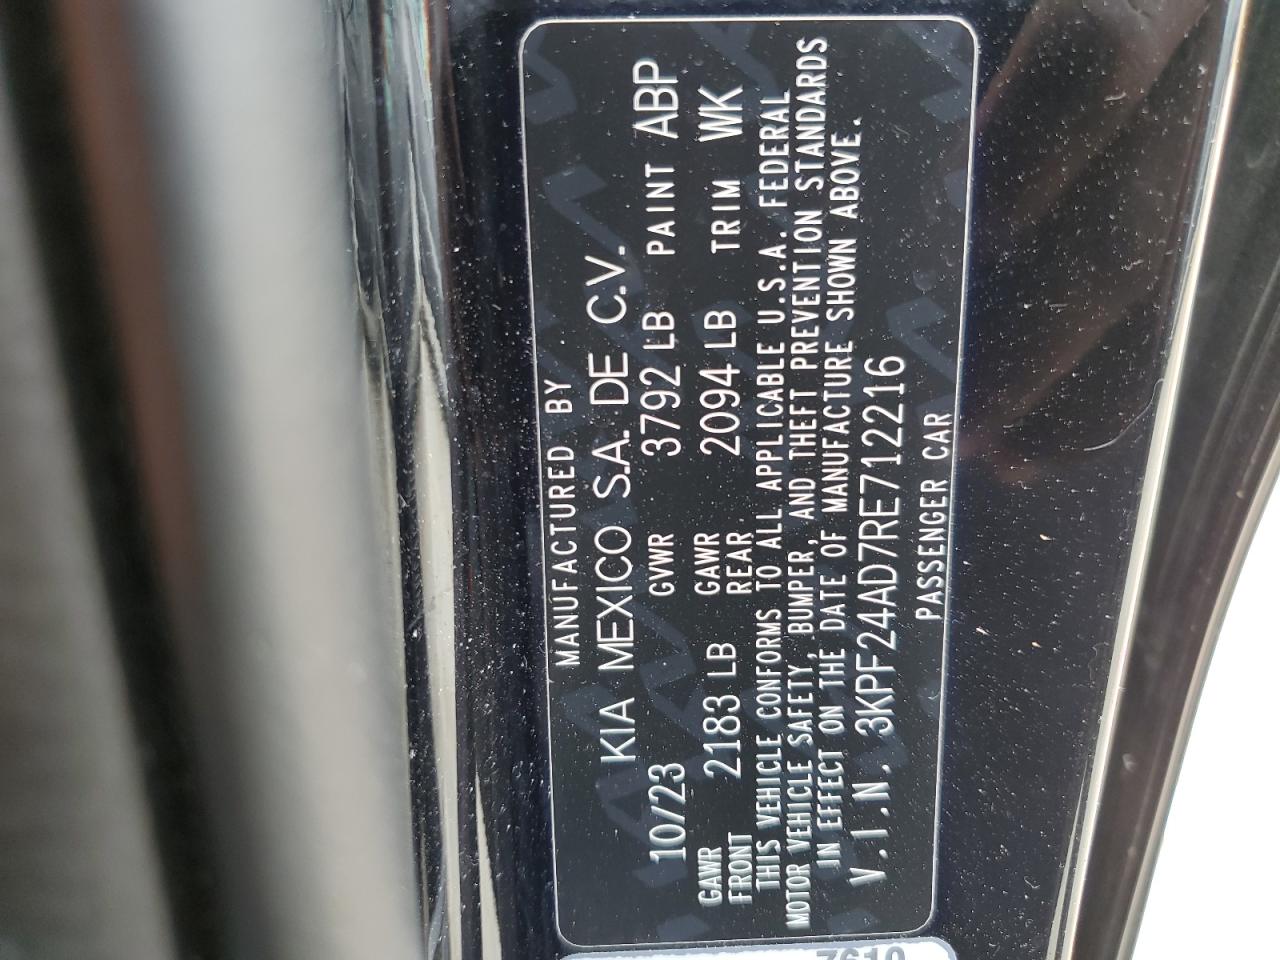 MANUFACTURED BY
KIA MEXICO S.A. DE C.V.
10/23 GVWR 3792 LB PAINT ABP
GAWR FRONT 2183 LB GAWR REAR 2094 LB TRIM WK
THIS VEHICLE CONFORMS TO ALL APPLICABLE U.S.A. FEDERAL
MOTOR VEHICLE SAFETY, BUMPER, AND THEFT PREVENTION STANDARDS
IN EFFECT ON THE DATE OF MANUFACTURE SHOWN ABOVE.
V.I.N. 3KPF24AD7RE712216
PASSENGER CAR